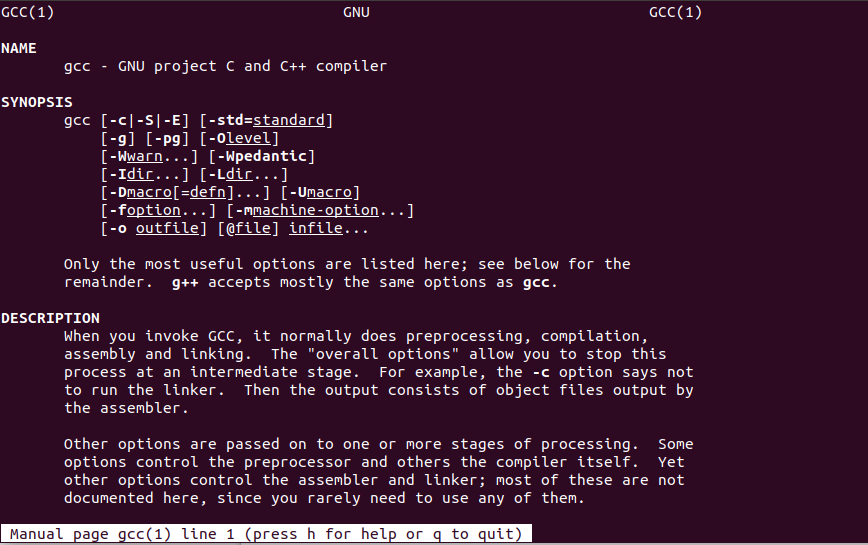 GCC(1) GNU GCC(1)
NAME
gcc - GNU project C and C++ compiler
SYNOPSIS
gcc [-c|-S|-E] [-std=standard]
[-g] [-pg] [-Olevel]
[-Wwarn...] [-Wpedantic]
[-Idir...] [-Ldir...]
[-Dmacro[=defn]...] [-Umacro]
[-foption...] [-mmachine-option...]
[-o outfile] [@file] infile...
Only the most useful options are listed here; see below for the
remainder.  g++ accepts mostly the same options as gcc.
DESCRIPTION
When you invoke GCC, it normally does preprocessing, compilation,
assembly and linking.  The "overall options" allow you to stop this
process at an intermediate stage.  For example, the -c option says not
to run the linker.  Then the output consists of object files output by
the assembler.
Other options are passed on to one or more stages of processing.  Some
options control the preprocessor and others the compiler itself.  Yet
other options control the assembler and linker; most of these are not
documented here, since you rarely need to use any of them.
Manual page gcc(1) line 1 (press h for help or q to quit)